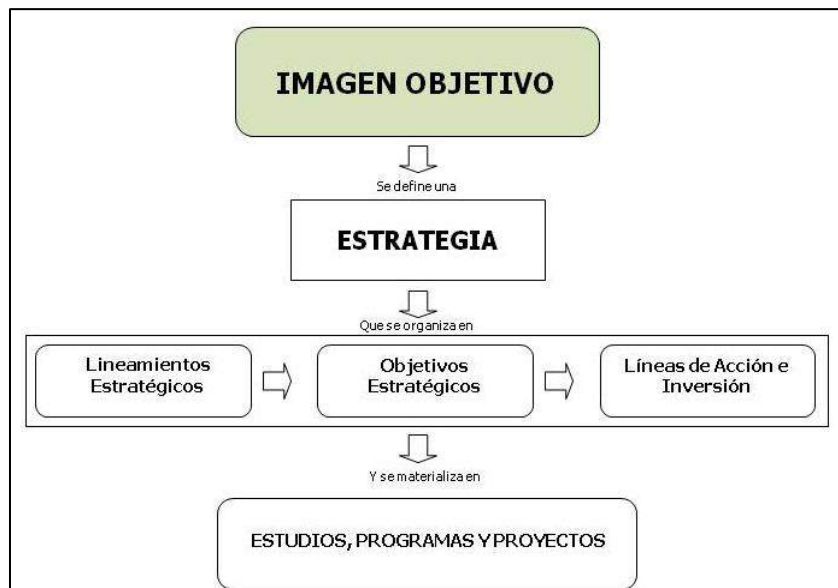 IMAGEN OBJETIVO
Se define una
ESTRATEGIA
Que se organiza en
Lineamientos
Estratégicos
Objetivos
Estratégicos
Líneas de Acción e
Inversión
Y se materializa en
ESTUDIOS, PROGRAMAS Y PROYECTOS